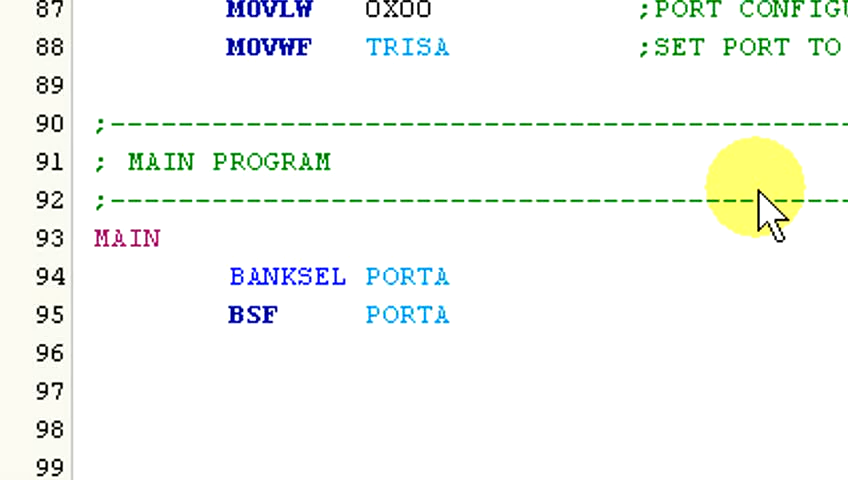 87 MOVLW 0X00 ;PORT
88 MOVWF TRISA ;SET PORT TO
89
90 ;--------------------------------------------
91 ; MAIN PROGRAM
92 ;--------------------------------------------
93 MAIN
94 BANKSEL PORTA
95 BSF PORTA
96
97
98
99